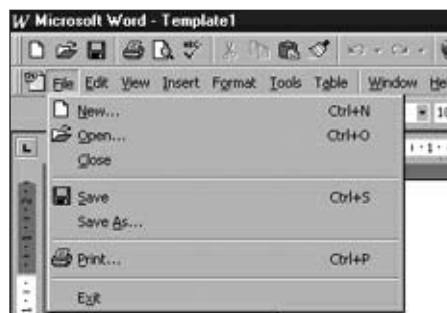 Microsoft Word - Template1
File Edit View Insert Format Tools Table Window
New... Ctrl+N
Open... Ctrl+O
Close
Save Ctrl+S
Save As...
Print... Ctrl+P
Exit